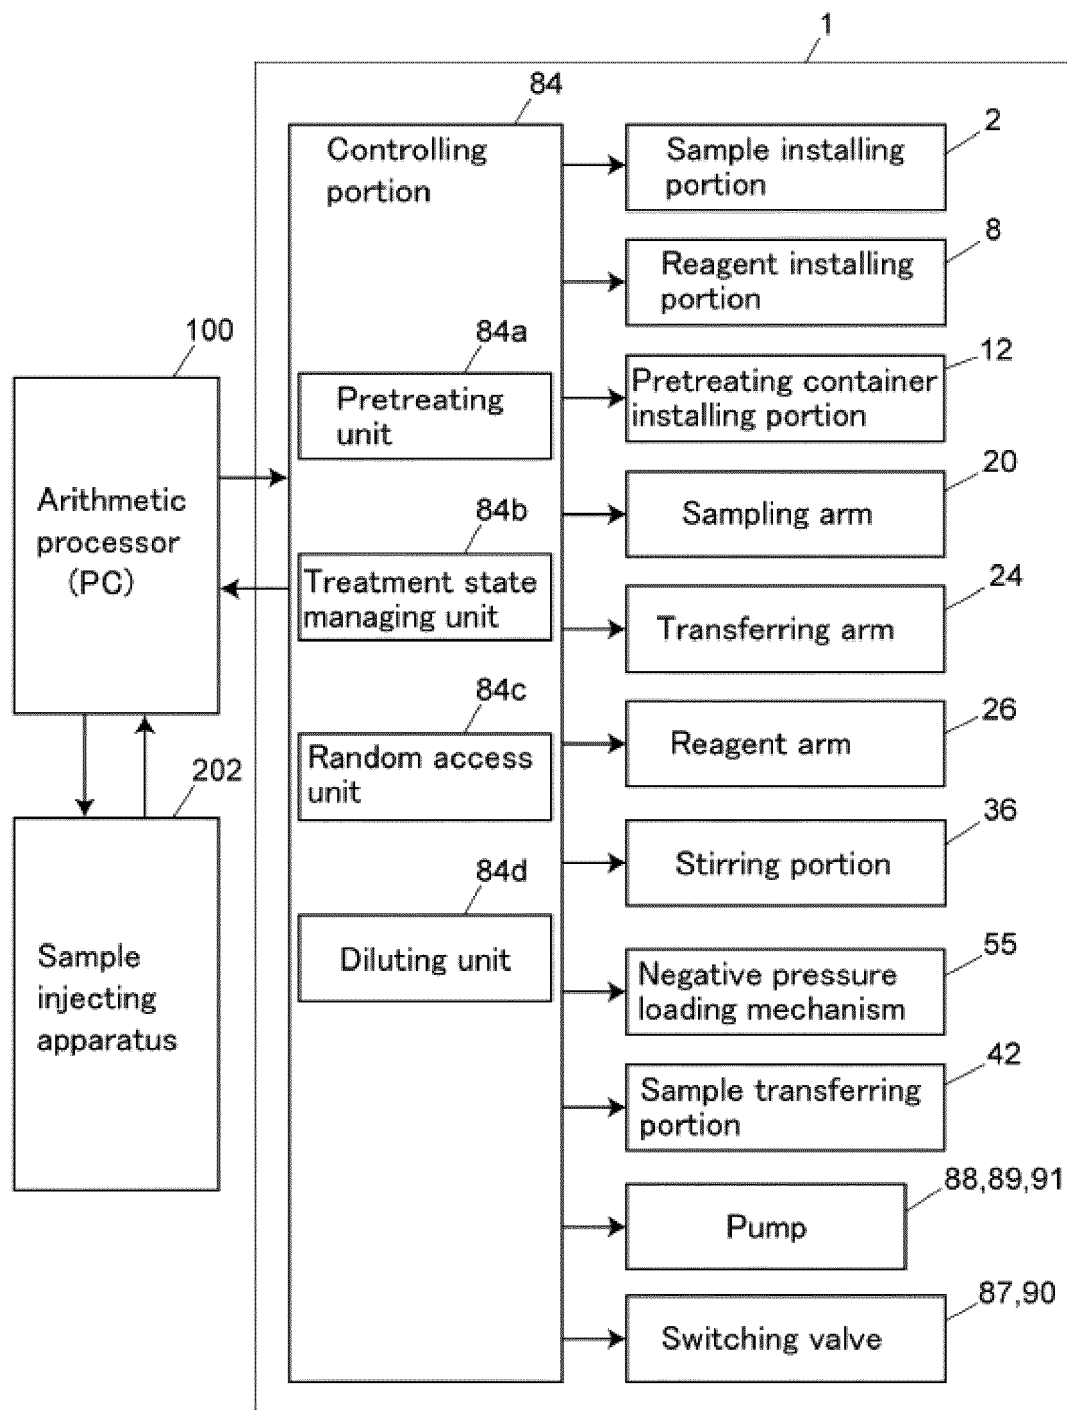 1
84
Controlling
portion
2
Sample installing
portion
8
Reagent installing
portion
100
84a
Pretreating
unit
12
Pretreating container
installing portion
Arithmetic
processor
(PC)
84b
Treatment state
managing unit
20
Sampling arm
24
Transferring arm
84c
Random access
unit
26
Reagent arm
202
Sample
injecting
apparatus
84d
Diluting unit
36
Stirring portion
55
Negative pressure
loading mechanism
42
Sample transferring
portion
88,89,91
Pump
87,90
Switching valve